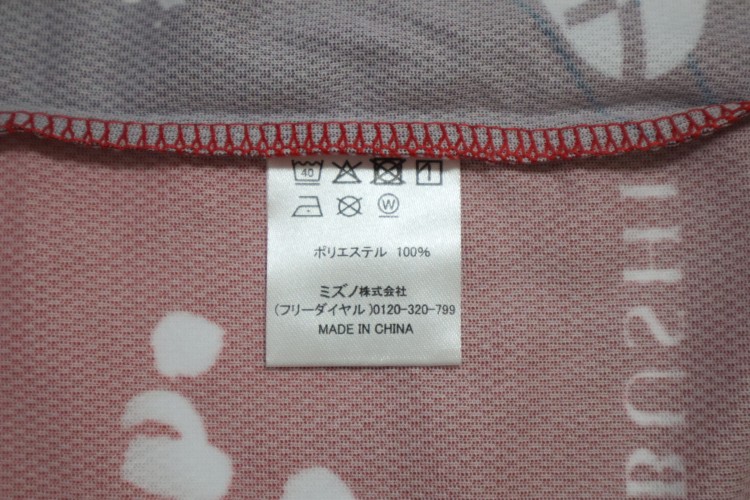 40
W
ポリエステル 100%
ミズノ株式会社
(フリーダイヤル)0120-320-799
MADE IN CHINA
BUSHI